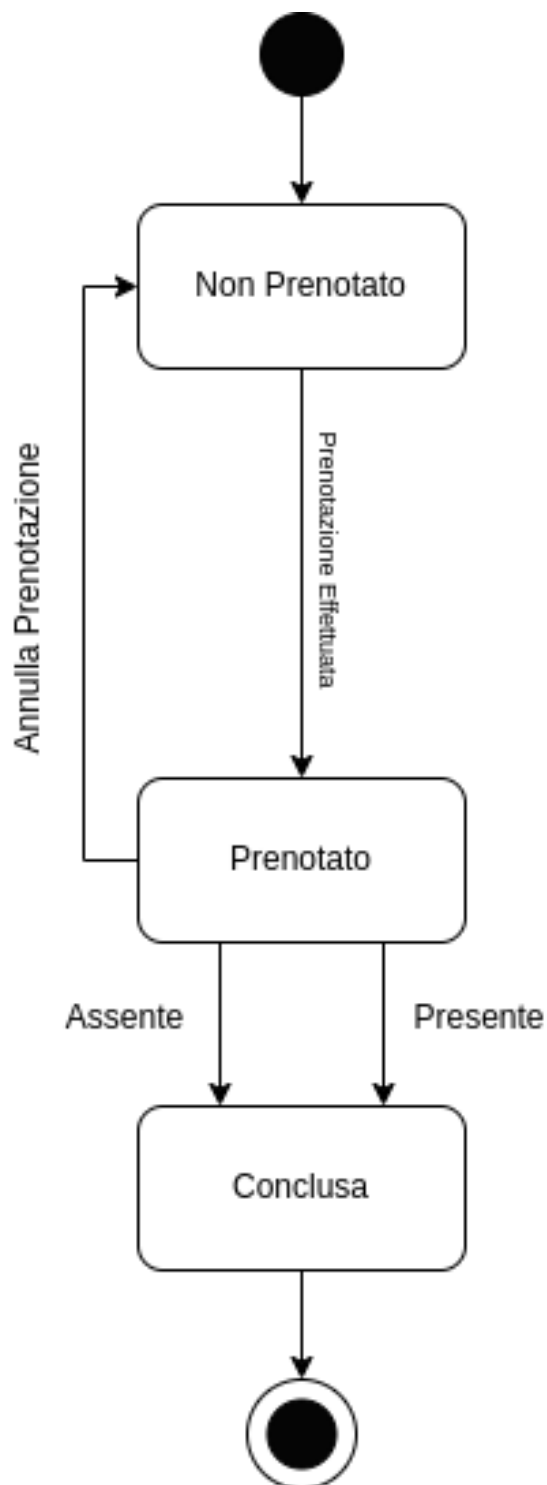 Non Prenotato
Prenotazione Effettuata
Annulla Prenotazione
Prenotato
Assente
Presente
Conclusa